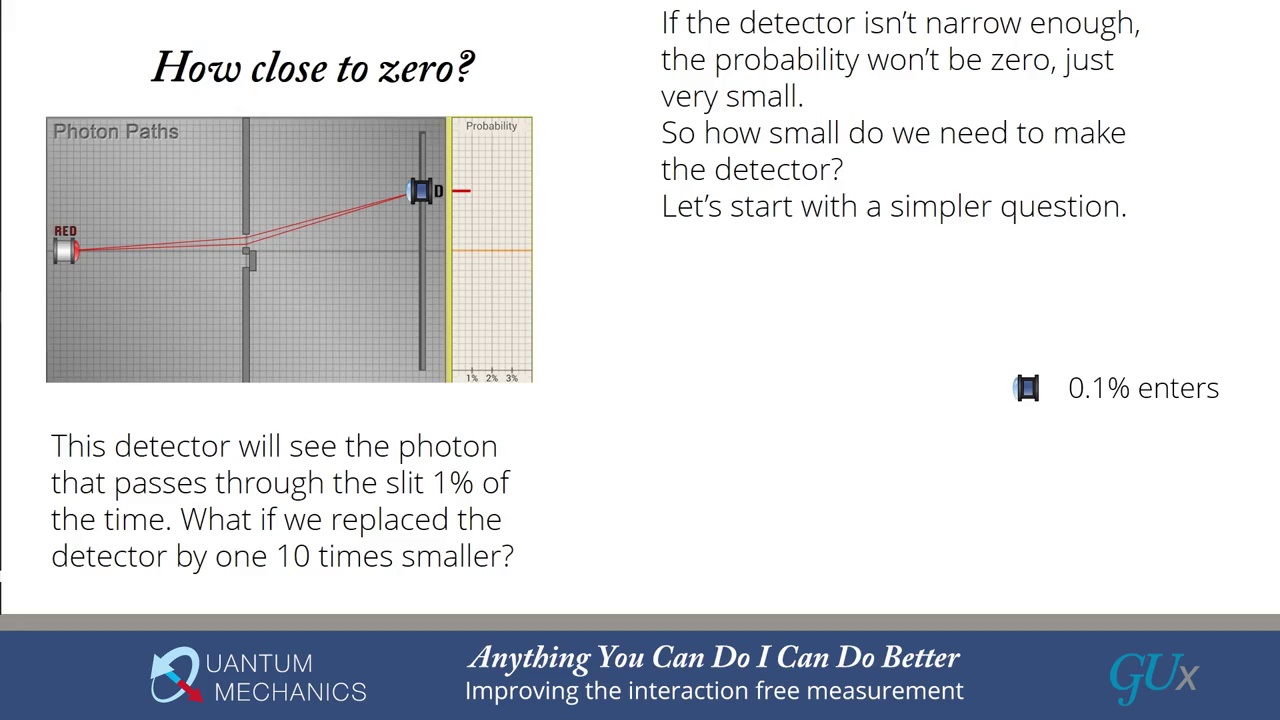 How close to zero?
Photon Paths
Probability
D
RED
1% 2% 3%
This detector will see the photon
that passes through the slit 1% of
the time. What if we replaced the
detector by one 10 times smaller?
If the detector isn’t narrow enough,
the probability won’t be zero, just
very small.
So how small do we need to make
the detector?
Let’s start with a simpler question.
0.1% enters
QUANTUM
MECHANICS
Anything You Can Do I Can Do Better
Improving the interaction free measurement
GUx